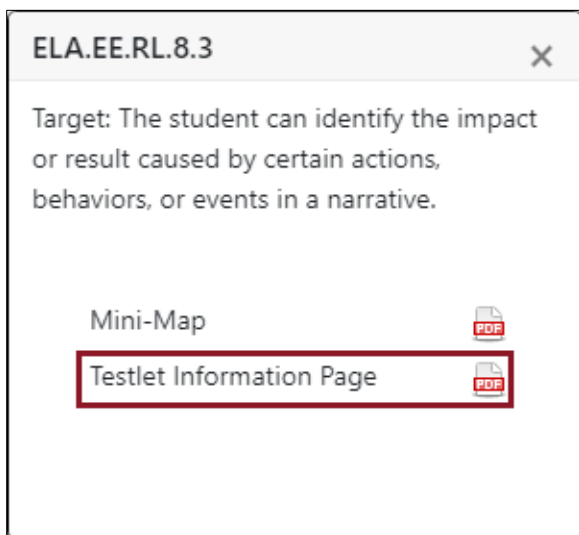 ELA.EE.RL.8.3
Target: The student can identify the impact
or result caused by certain actions,
behaviors, or events in a narrative.
Mini-Map
PDF
Testlet Information Page
PDF